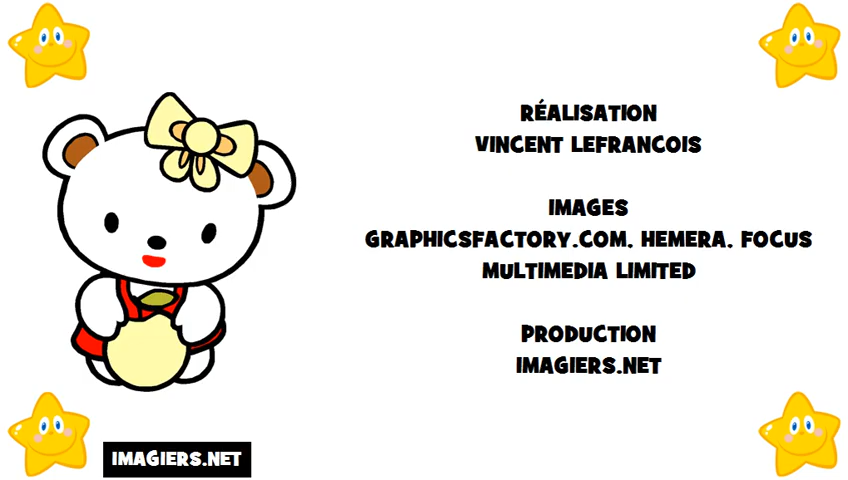 RÉALISATION
VINCENT LEFRANCOIS
IMAGES
GRAPHICSFACTORY.COM, HEMERA, FOCUS
MULTIMEDIA LIMITED
PRODUCTION
IMAGIERS.NET
IMAGIERS.NET